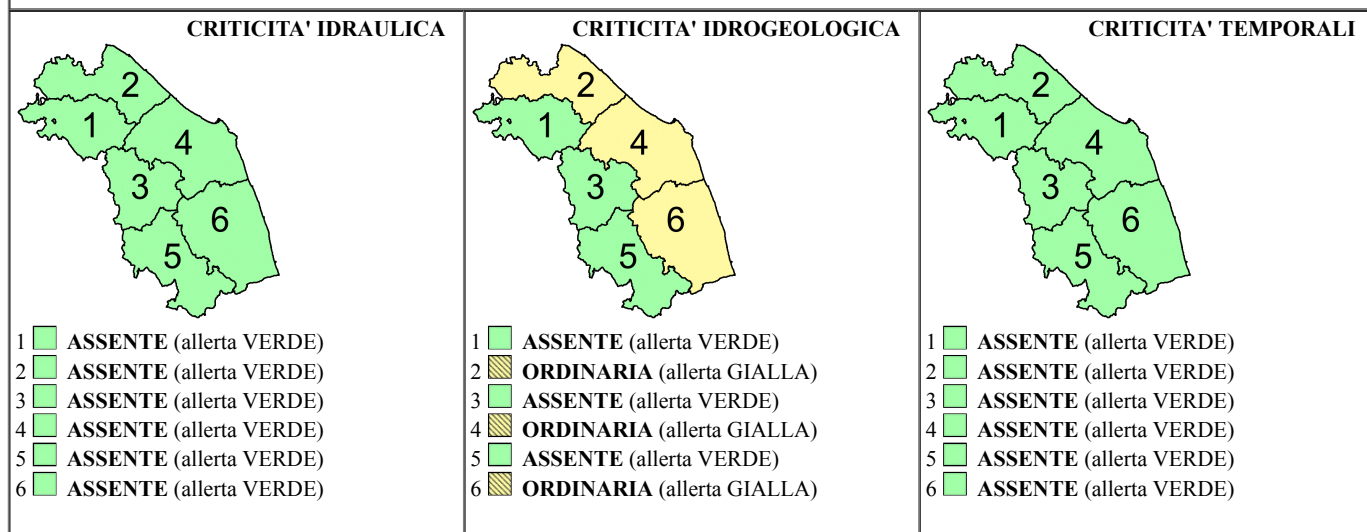 CRITICITA' IDRAULICA
2
1
4
3
6
5
1 ASSENTE (allerta VERDE)
2 ASSENTE (allerta VERDE)
3 ASSENTE (allerta VERDE)
4 ASSENTE (allerta VERDE)
5 ASSENTE (allerta VERDE)
6 ASSENTE (allerta VERDE)
CRITICITA' IDROGEOLOGICA
2
1
4
3
6
5
1 ASSENTE (allerta VERDE)
2 ORDINARIA (allerta GIALLA)
3 ASSENTE (allerta VERDE)
4 ORDINARIA (allerta GIALLA)
5 ASSENTE (allerta VERDE)
6 ORDINARIA (allerta GIALLA)
CRITICITA' TEMPORALI
2
1
4
3
6
5
1 ASSENTE (allerta VERDE)
2 ASSENTE (allerta VERDE)
3 ASSENTE (allerta VERDE)
4 ASSENTE (allerta VERDE)
5 ASSENTE (allerta VERDE)
6 ASSENTE (allerta VERDE)